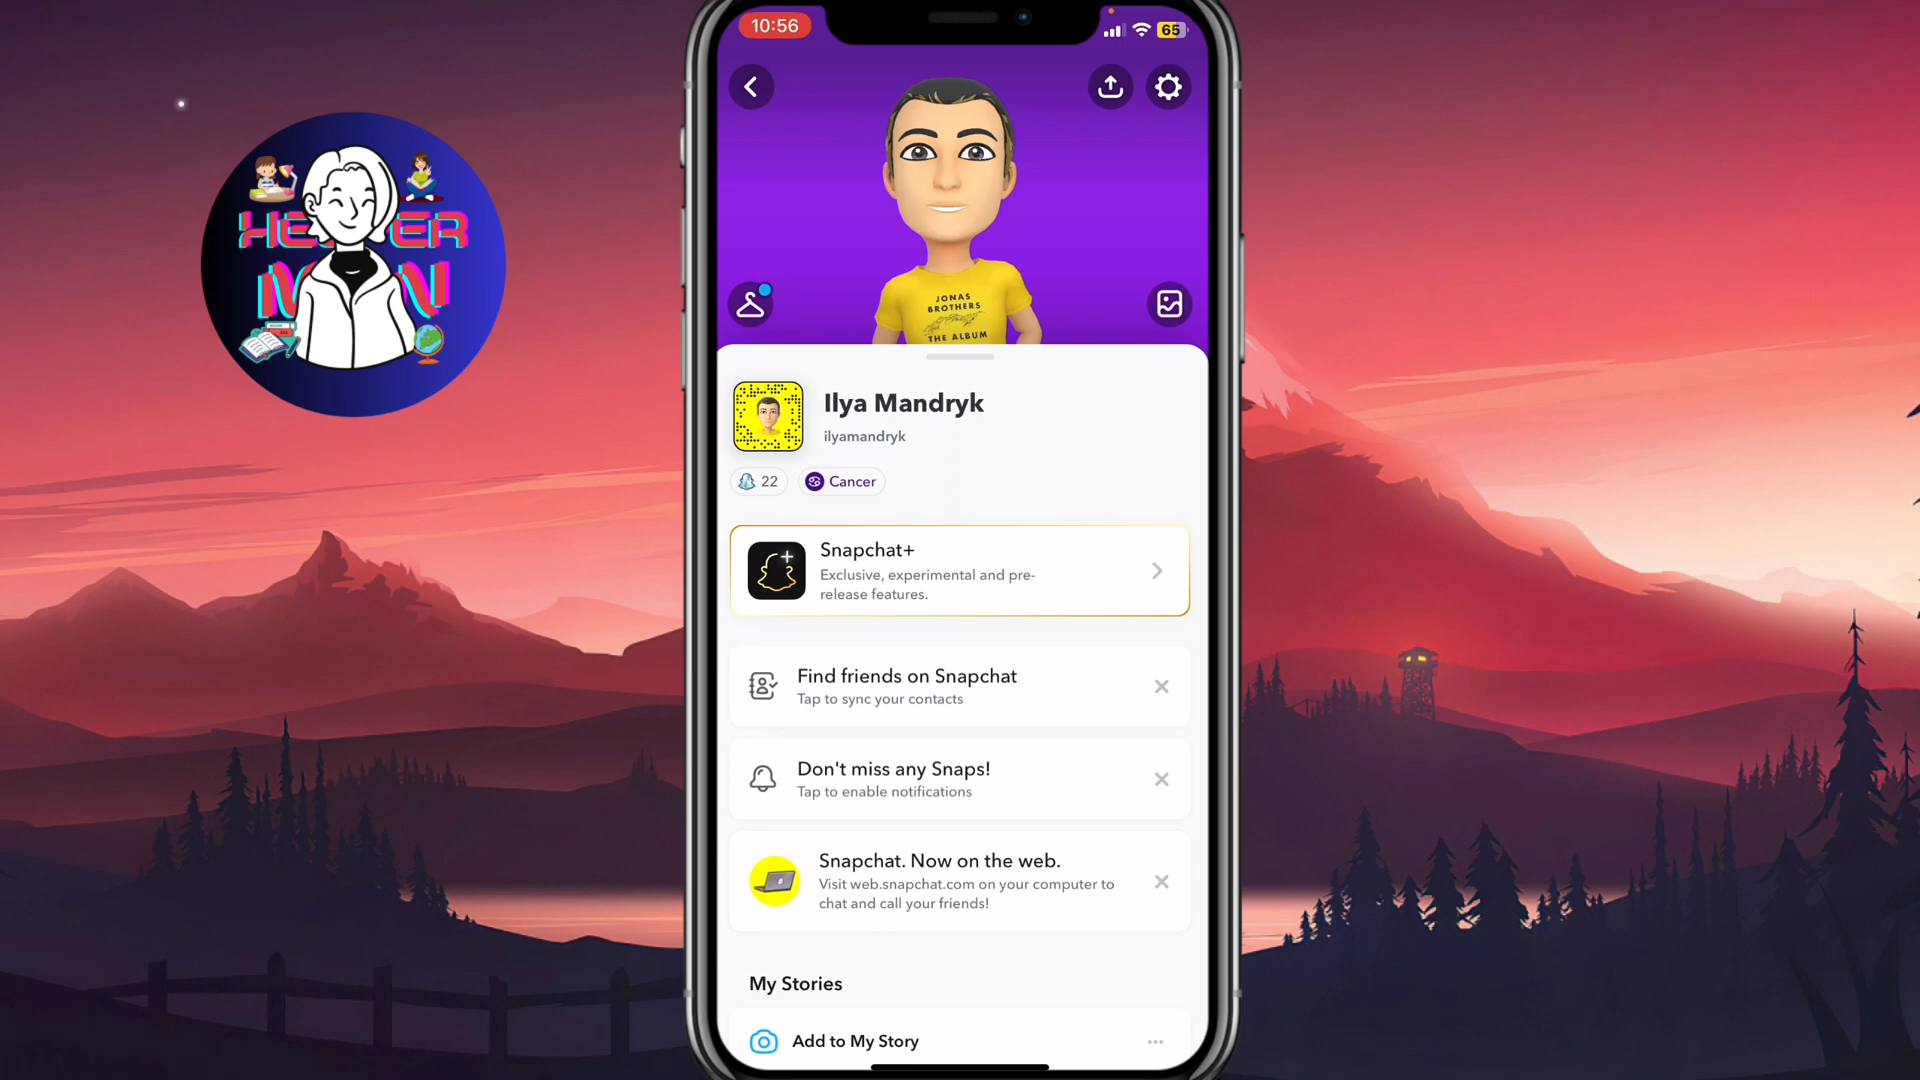 10:56
65
JONAS
BROTHERS
THE ALBUM
Ilya Mandryk
ilyamandryk
22
Cancer
Snapchat+
Exclusive, experimental and pre-
release features.
Find friends on Snapchat
Tap to sync your contacts
Don't miss any Snaps!
Tap to enable notifications
Snapchat. Now on the web.
Visit web.snapchat.com on your computer to
chat and call your friends!
My Stories
Add to My Story